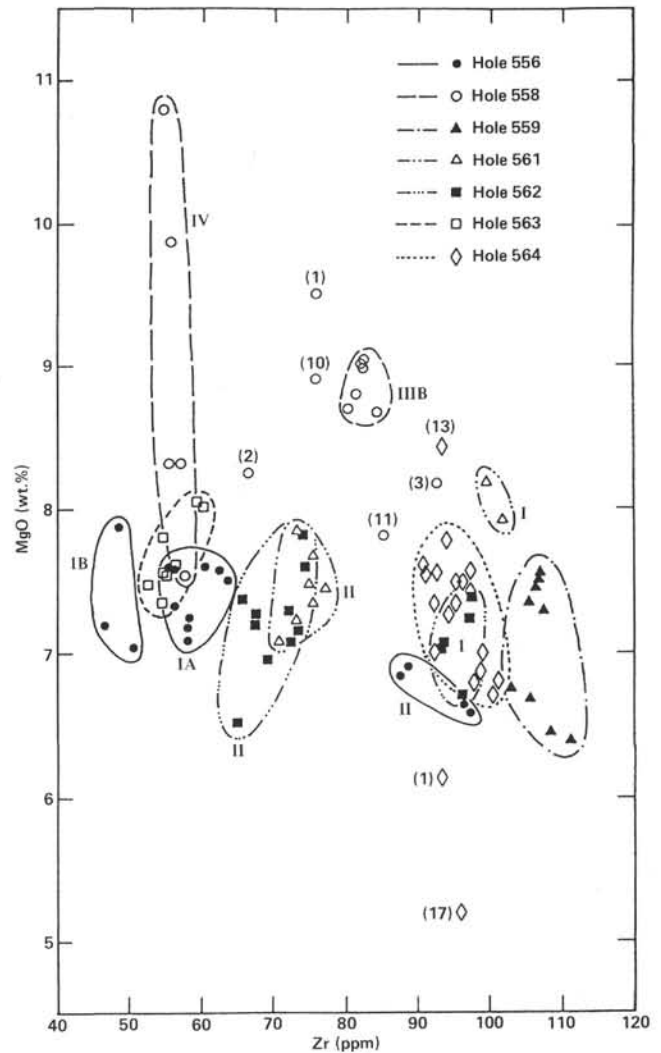 11
10
9
8
7
6
5
MgO (wt.%)
40
50
60
70
80
90
100
110
120
Zr (ppm)
Hole 556
Hole 558
Hole 559
Hole 561
Hole 562
Hole 563
Hole 564
IV
(1)
(10)
IIIB
(13)
(2)
(3)
I
(11)
IB
II
IA
I
II
II
(1)
(17)